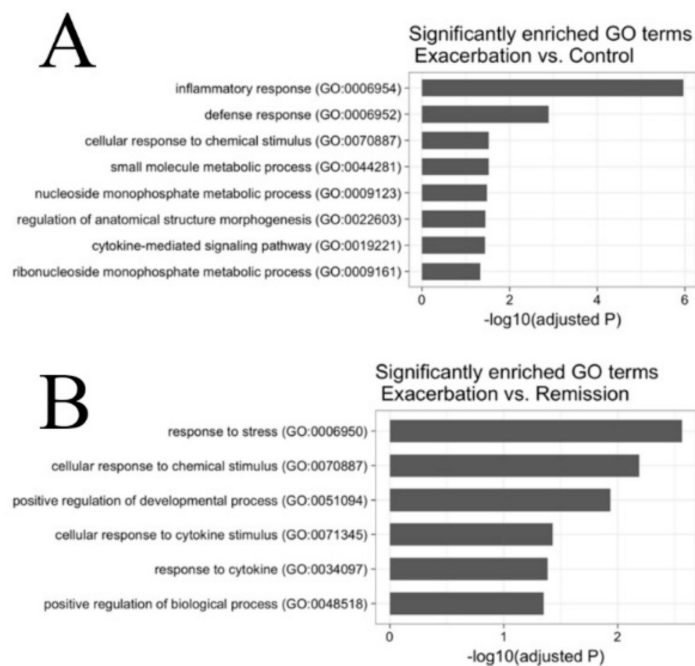 A
Significantly enriched GO terms
Exacerbation vs. Control
inflammatory response (GO:0006954)
defense response (GO:0006952)
cellular response to chemical stimulus (GO:0070887)
small molecule metabolic process (GO:0044281)
nucleoside monophosphate metabolic process (GO:0009123)
regulation of anatomical structure morphogenesis (GO:0022603)
cytokine-mediated signaling pathway (GO:0019221)
ribonucleoside monophosphate metabolic process (GO:0009161)
0 2 4 6
-log10(adjusted P)
B
Significantly enriched GO terms
Exacerbation vs. Remission
response to stress (GO:0006950)
cellular response to chemical stimulus (GO:0070887)
positive regulation of developmental process (GO:0051094)
cellular response to cytokine stimulus (GO:0071345)
response to cytokine (GO:0034097)
positive regulation of biological process (GO:0048518)
0 1 2
-log10(adjusted P)